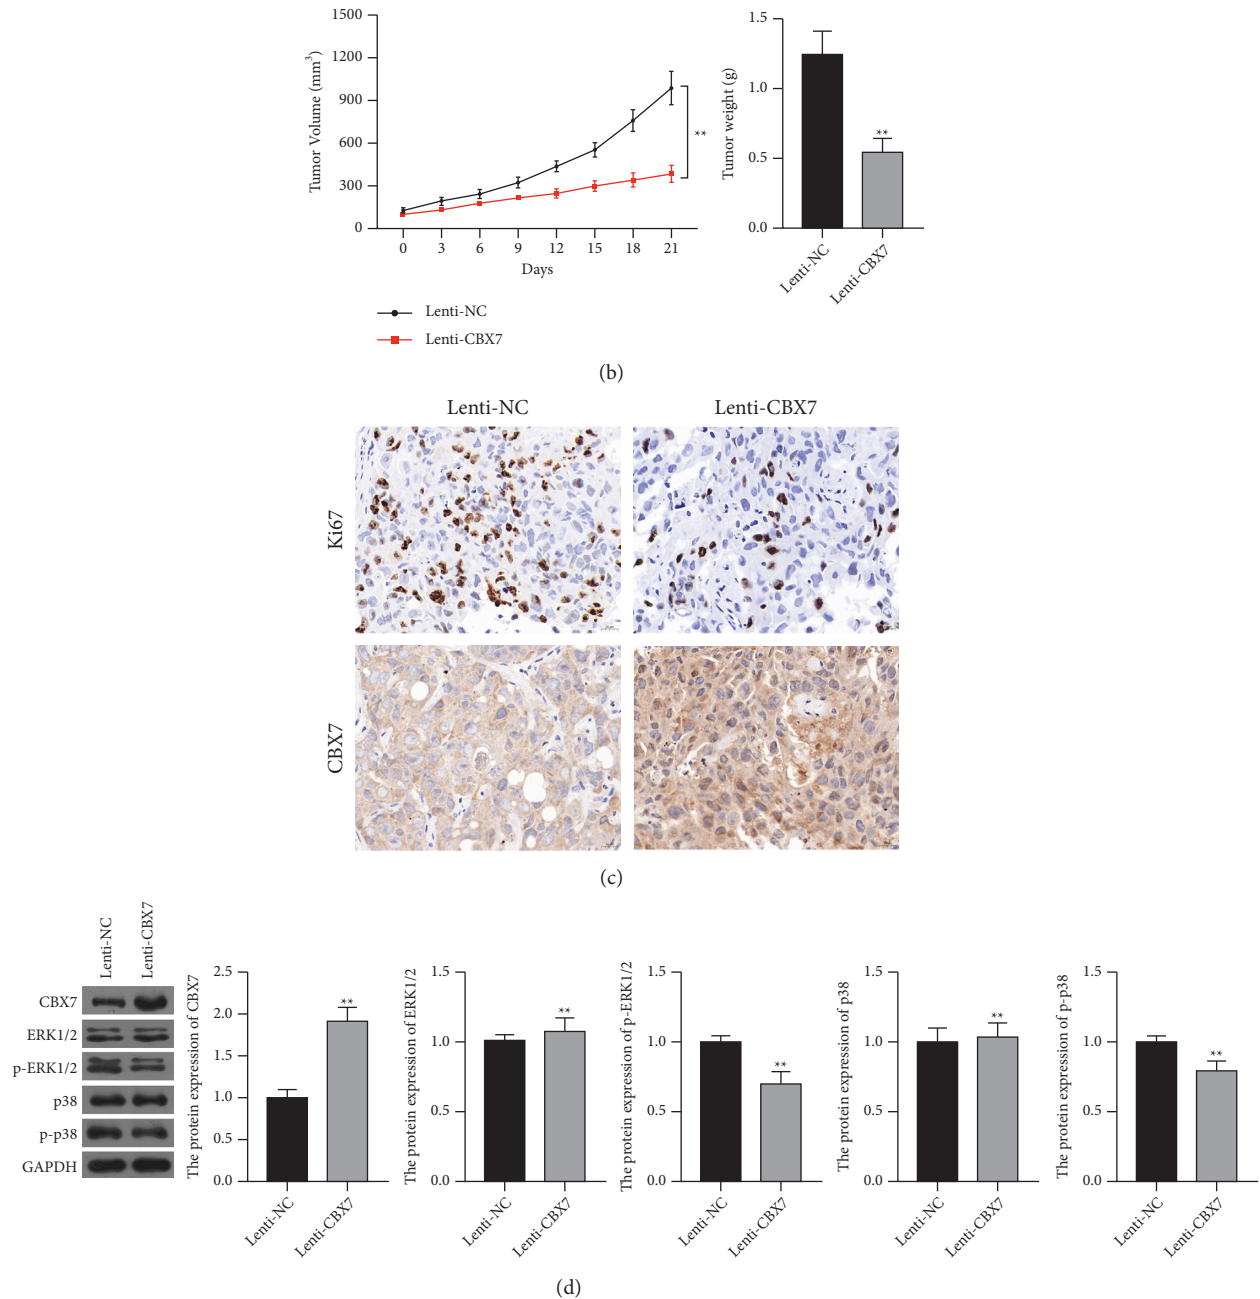 1500
1200
900
600
300
0
Tumor Volume (mm³)
0 3 6 9 12 15 18 21
Days
**
Lenti-NC
Lenti-CBX7
1.5
1.0
0.5
0.0
Tumor weight (g)
**
Lenti-NC
Lenti-CBX7
(b)
Lenti-NC
Lenti-CBX7
Ki67
CBX7
(c)
Lenti-NC
Lenti-CBX7
CBX7
ERK1/2
p-ERK1/2
p38
p-p38
GAPDH
The protein expression of CBX7
2.5
2.0
1.5
1.0
0.5
0.0
**
Lenti-NC
Lenti-CBX7
The protein expression of ERK1/2
1.5
1.0
0.5
0.0
**
Lenti-NC
Lenti-CBX7
The protein expression of p-ERK1/2
1.5
1.0
0.5
0.0
**
Lenti-NC
Lenti-CBX7
The protein expression of p38
1.5
1.0
0.5
0.0
**
Lenti-NC
Lenti-CBX7
The protein expression of p-p38
1.5
1.0
0.5
0.0
**
Lenti-NC
Lenti-CBX7
(d)